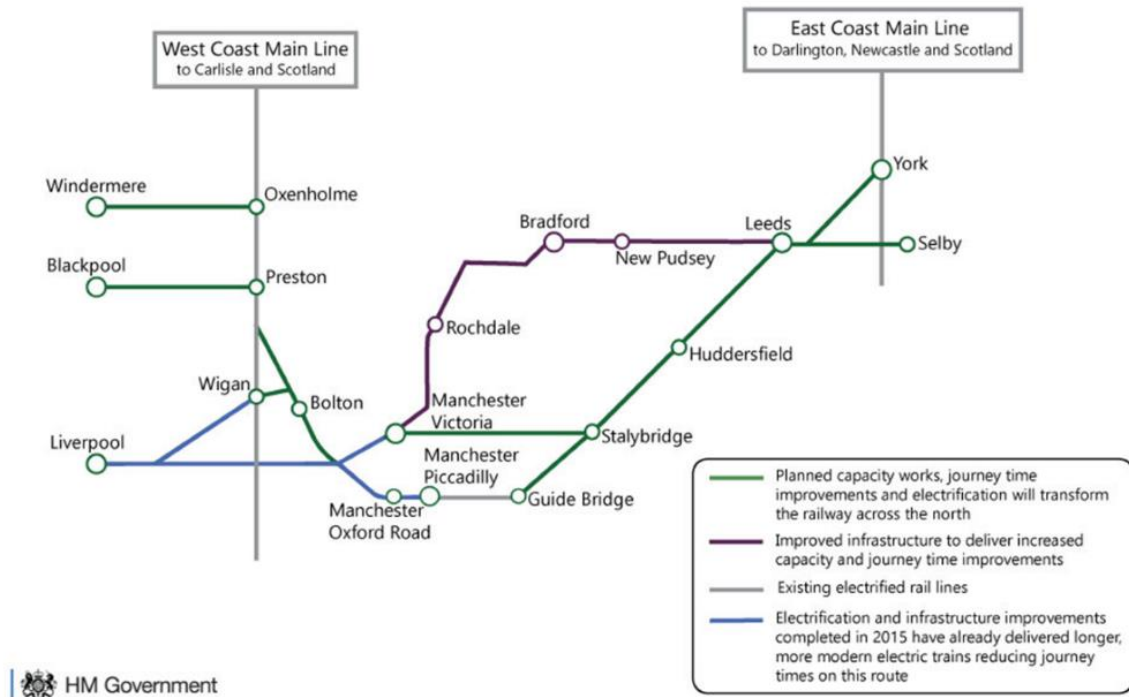 West Coast Main Line
to Carlisle and Scotland
East Coast Main Line
to Darlington, Newcastle and Scotland
York
Windermere
Oxenholme
Bradford
Leeds
New Pudsey
Selby
Blackpool
Preston
Rochdale
Huddersfield
Wigan
Bolton
Manchester
Victoria
Liverpool
Stalybridge
Manchester
Piccadilly
Guide Bridge
Manchester
Oxford Road
Planned capacity works, journey time
improvements and electrification will transform
the railway across the north
Improved infrastructure to deliver increased
capacity and journey time improvements
Existing electrified rail lines
Electrification and infrastructure improvements
completed in 2015 have already delivered longer,
more modern electric trains reducing journey
times on this route
HM Government